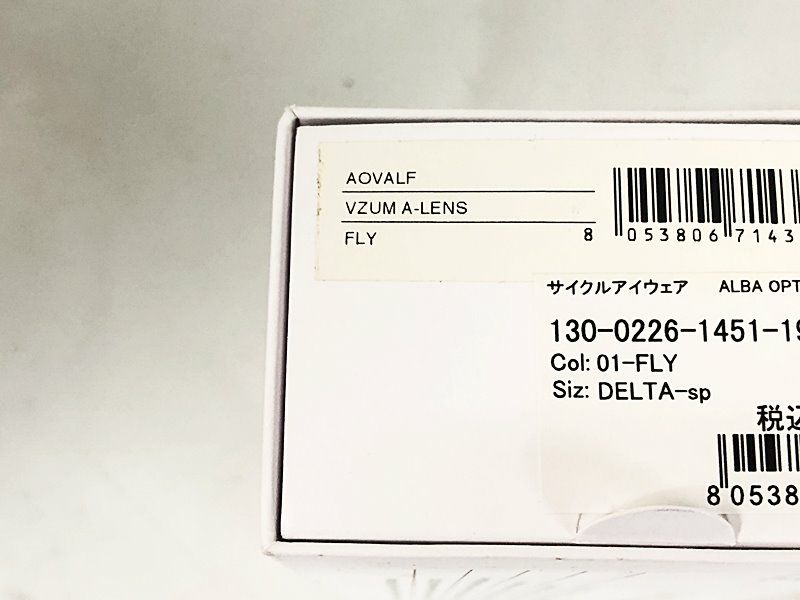 AOVALF
VZUM A-LENS
FLY
8 053806 7143
サイクルアイウェア ALBA OPT
130-0226-1451-19
Col: 01-FLY
Siz: DELTA-sp
税込
8 0538